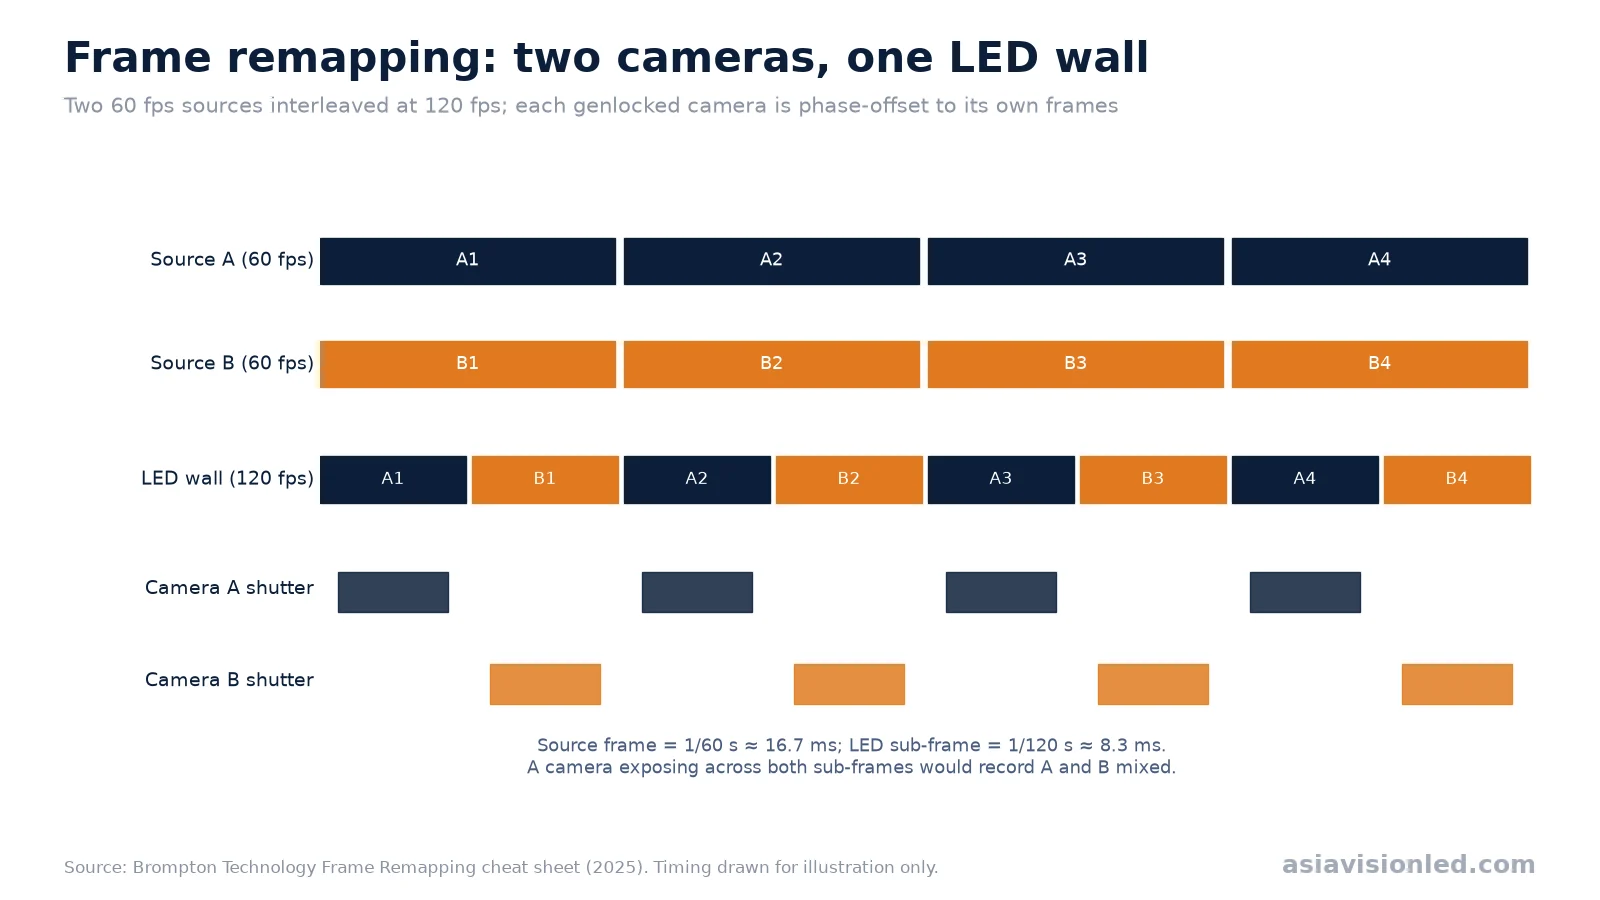 Frame remapping: two cameras, one LED wall
Two 60 fps sources interleaved at 120 fps; each genlocked camera is phase-offset to its own frames
Source A (60 fps) A1 A2 A3 A4
Source B (60 fps) B1 B2 B3 B4
LED wall (120 fps) A1 B1 A2 B2 A3 B3 A4 B4
Camera A shutter
Camera B shutter
Source frame = 1/60 s ≈ 16.7 ms; LED sub-frame = 1/120 s ≈ 8.3 ms.
A camera exposing across both sub-frames would record A and B mixed.
Source: Brompton Technology Frame Remapping cheat sheet (2025). Timing drawn for illustration only.
asiavisionled.com